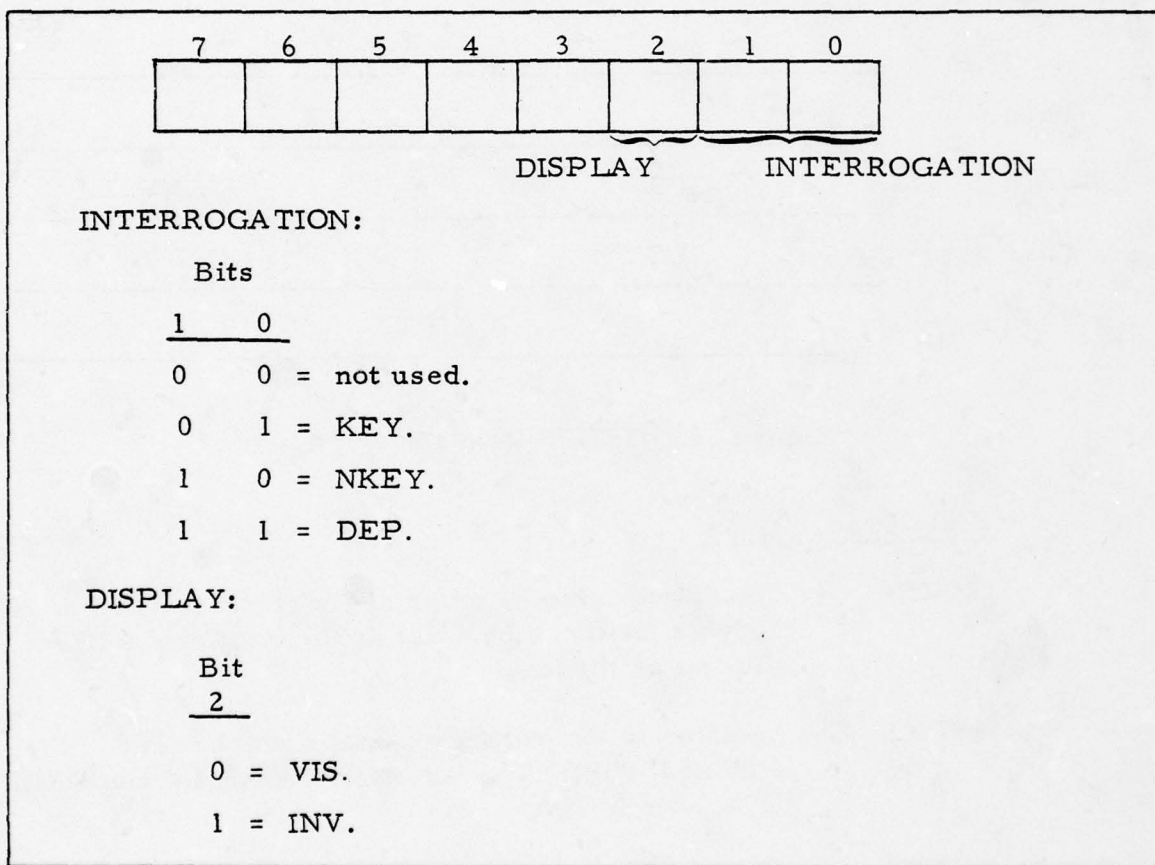 7 6 5 4 3 2 1 0
DISPLAY INTERROGATION
INTERROGATION:
Bits
1 0
0 0 = not used.
0 1 = KEY.
1 0 = NKEY.
1 1 = DEP.
DISPLAY:
Bit
2
0 = VIS.
1 = INV.